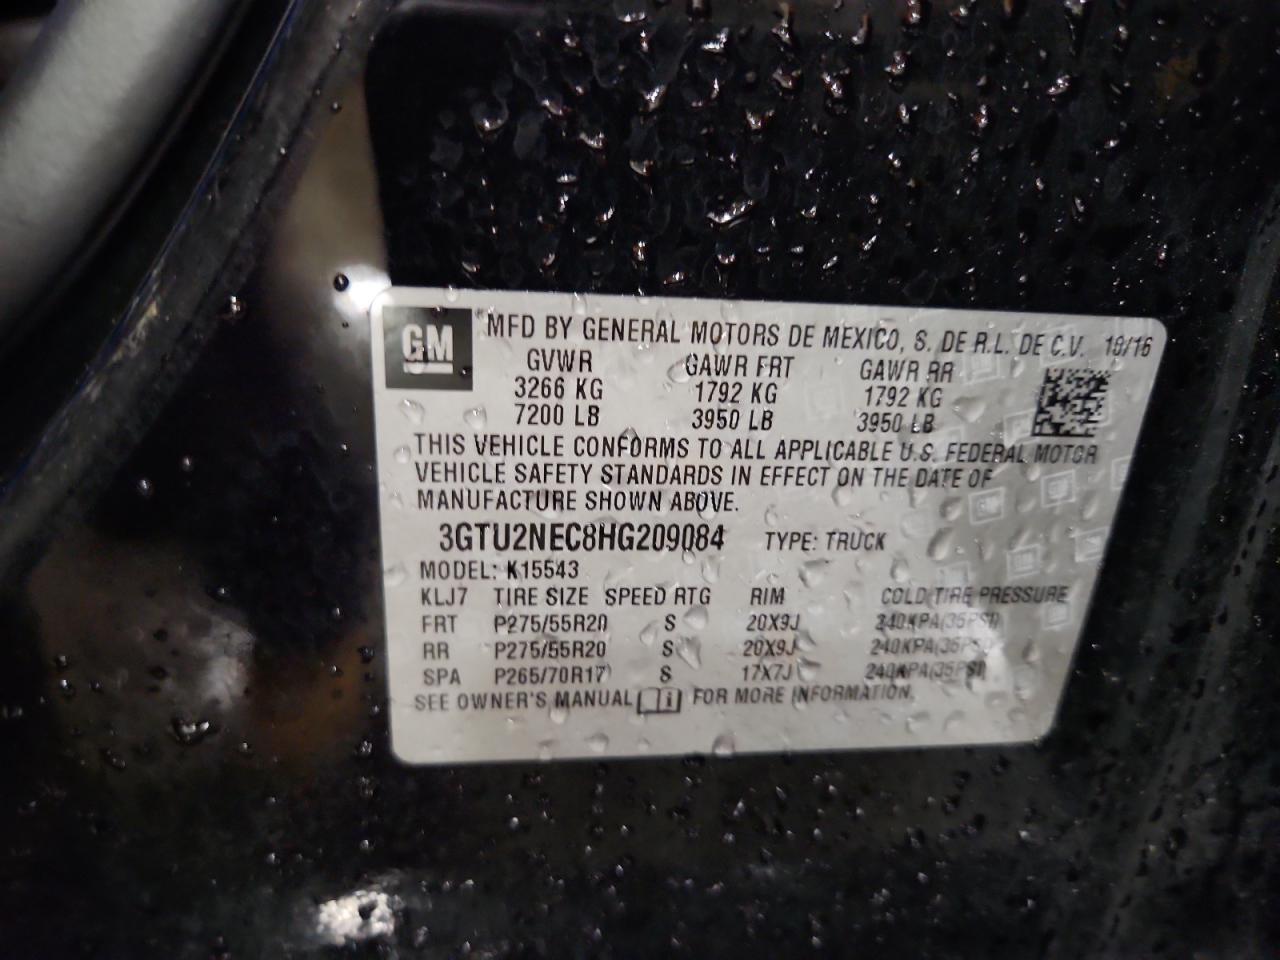 GM
MFD BY GENERAL MOTORS DE MEXICO, S. DE R.L. DE C.V. 10/16
GVWR GAWR FRT GAWR RR
3266 KG 1792 KG 1792 KG
7200 LB 3950 LB 3950 LB
THIS VEHICLE CONFORMS TO ALL APPLICABLE U.S. FEDERAL MOTOR
VEHICLE SAFETY STANDARDS IN EFFECT ON THE DATE OF
MANUFACTURE SHOWN ABOVE.
3GTU2NEC8HG209084 TYPE: TRUCK
MODEL: K15543
KLJ7 TIRE SIZE SPEED RTG RIM COLD TIRE PRESSURE
FRT P275/55R20 S 20X9J 240KPA(35PSI)
RR P275/55R20 S 20X9J 240KPA(35PSI)
SPA P265/70R17 S 17X7J 240KPA(35PSI)
SEE OWNER'S MANUAL i FOR MORE INFORMATION.